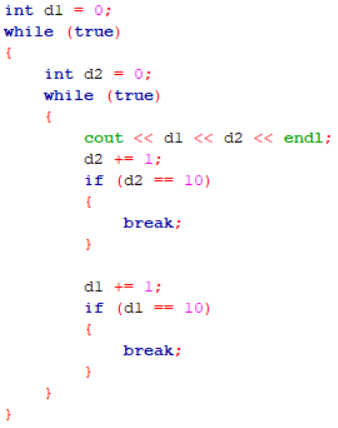 int d1 = 0;
while (true)
{
    int d2 = 0;
    while (true)
    {
        cout << d1 << d2 << endl;
        d2 += 1;
        if (d2 == 10)
        {
            break;
        }

        d1 += 1;
        if (d1 == 10)
        {
            break;
        }
    }
}